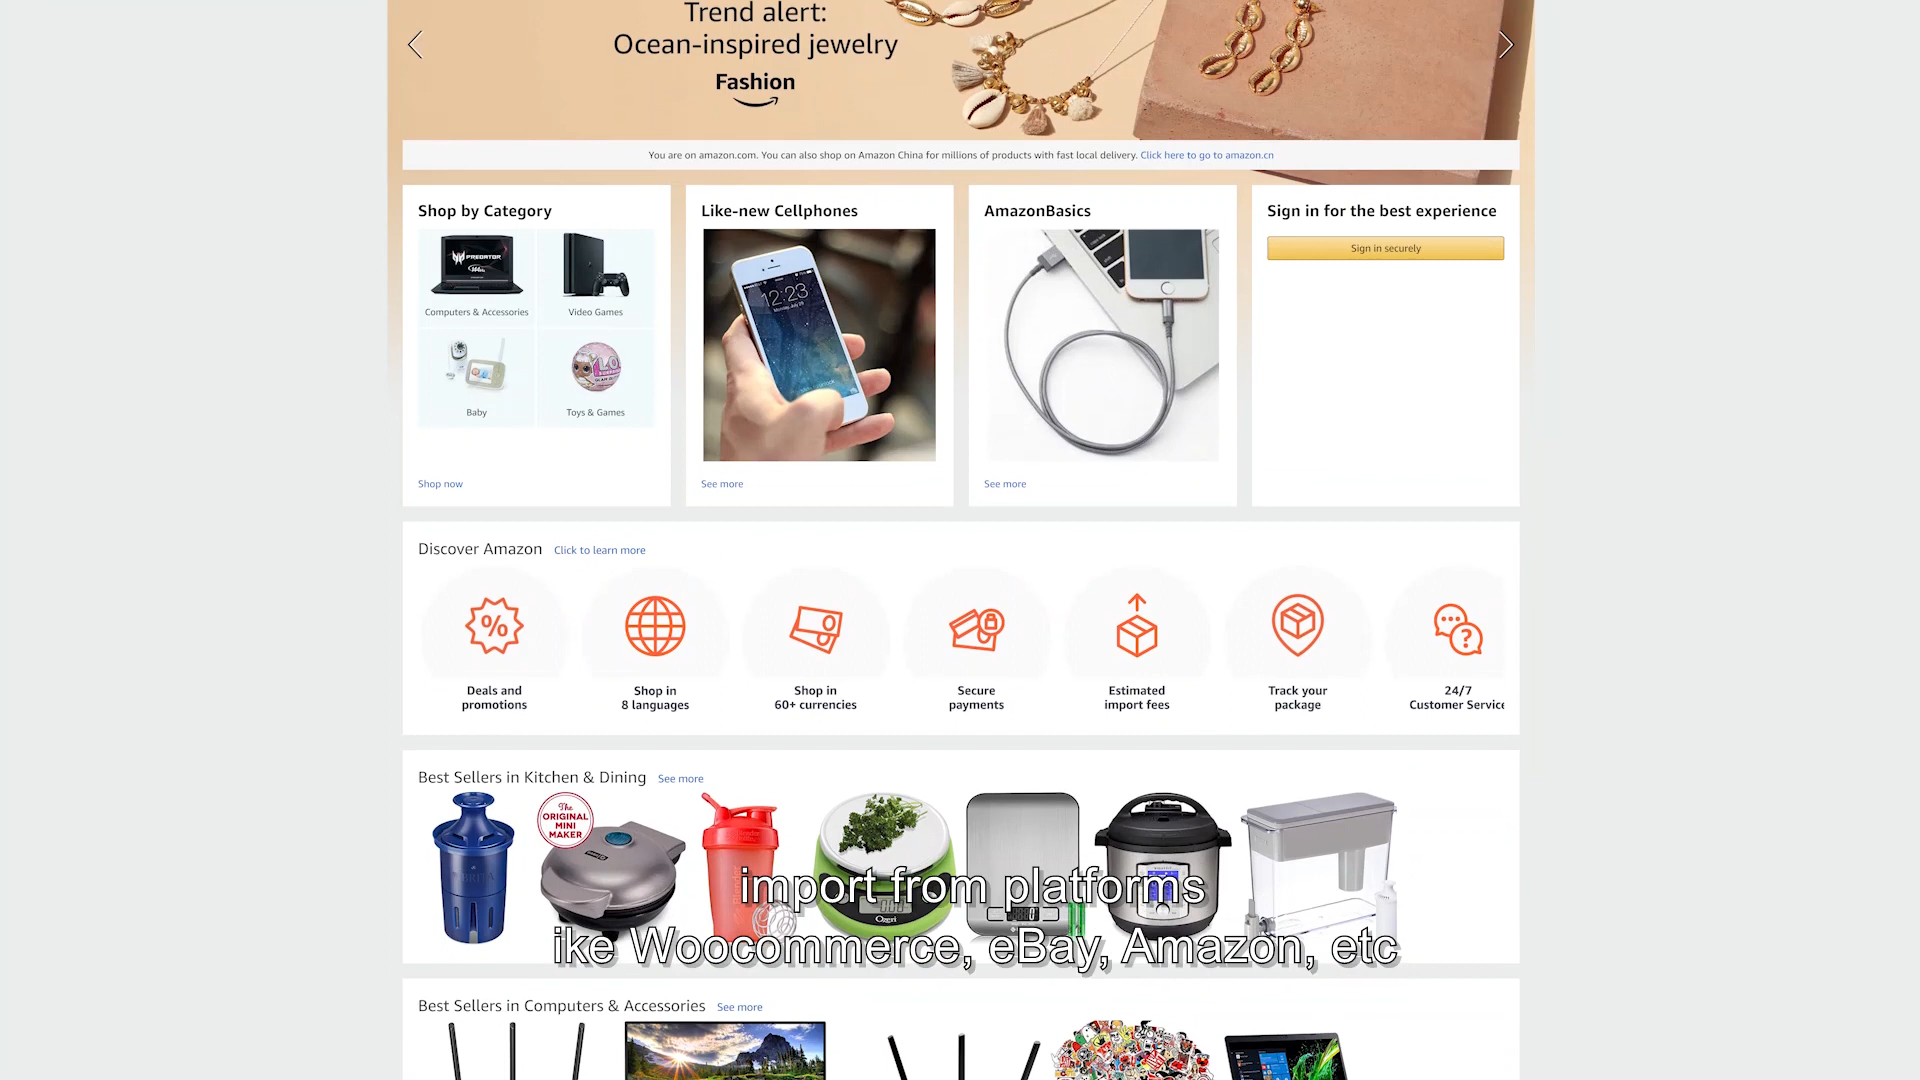 Trend alert:
Ocean-inspired jewelry
Fashion
You are on amazon.com. You can also shop on Amazon China for millions of products with fast local delivery. Click here to go to amazon.cn
Shop by Category
Like-new Cellphones
AmazonBasics
Sign in for the best experience
PREDATOR
12:23
Sign in securely
Computers & Accessories
Video Games
Baby
Toys & Games
Shop now
See more
See more
Discover Amazon Click to learn more
%
Deals and
promotions
Shop in
8 languages
Shop in
60+ currencies
Secure
payments
Estimated
import fees
Track your
package
24/7
Customer Service
Best Sellers in Kitchen & Dining See more
The
ORIGINAL
MINI
MAKER
BRITA
Ozeri
import from platforms
ike Woocommerce, eBay, Amazon, etc
Best Sellers in Computers & Accessories See more